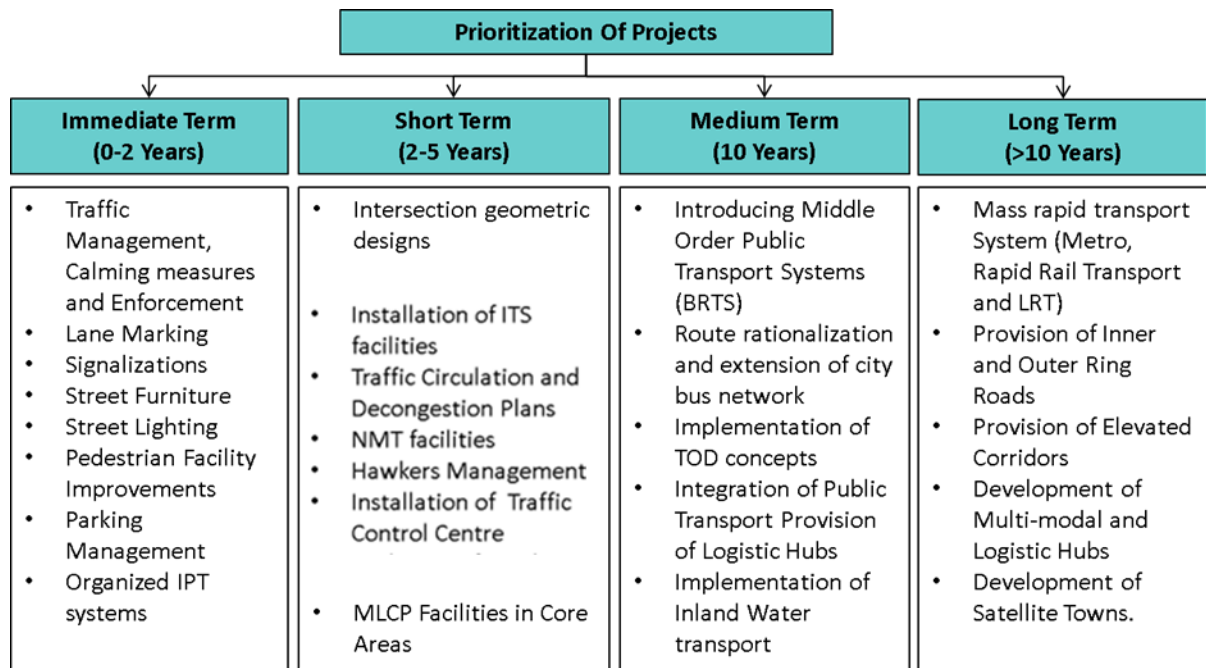 Prioritization Of Projects
Immediate Term
(0-2 Years)
• Traffic
Management,
Calming measures
and Enforcement
• Lane Marking
• Signalizations
• Street Furniture
• Street Lighting
• Pedestrian Facility
Improvements
• Parking
Management
• Organized IPT
systems
Short Term
(2-5 Years)
• Intersection geometric
designs
• Installation of ITS
facilities
• Traffic Circulation and
Decongestion Plans
• NMT facilities
• Hawkers Management
• Installation of Traffic
Control Centre
• MLCP Facilities in Core
Areas
Medium Term
(10 Years)
• Introducing Middle
Order Public
Transport Systems
(BRTS)
• Route rationalization
and extension of city
bus network
• Implementation of
TOD concepts
• Integration of Public
Transport Provision
of Logistic Hubs
• Implementation of
Inland Water
transport
Long Term
(>10 Years)
• Mass rapid transport
System (Metro,
Rapid Rail Transport
and LRT)
• Provision of Inner
and Outer Ring
Roads
• Provision of Elevated
Corridors
• Development of
Multi-modal and
Logistic Hubs
• Development of
Satellite Towns.